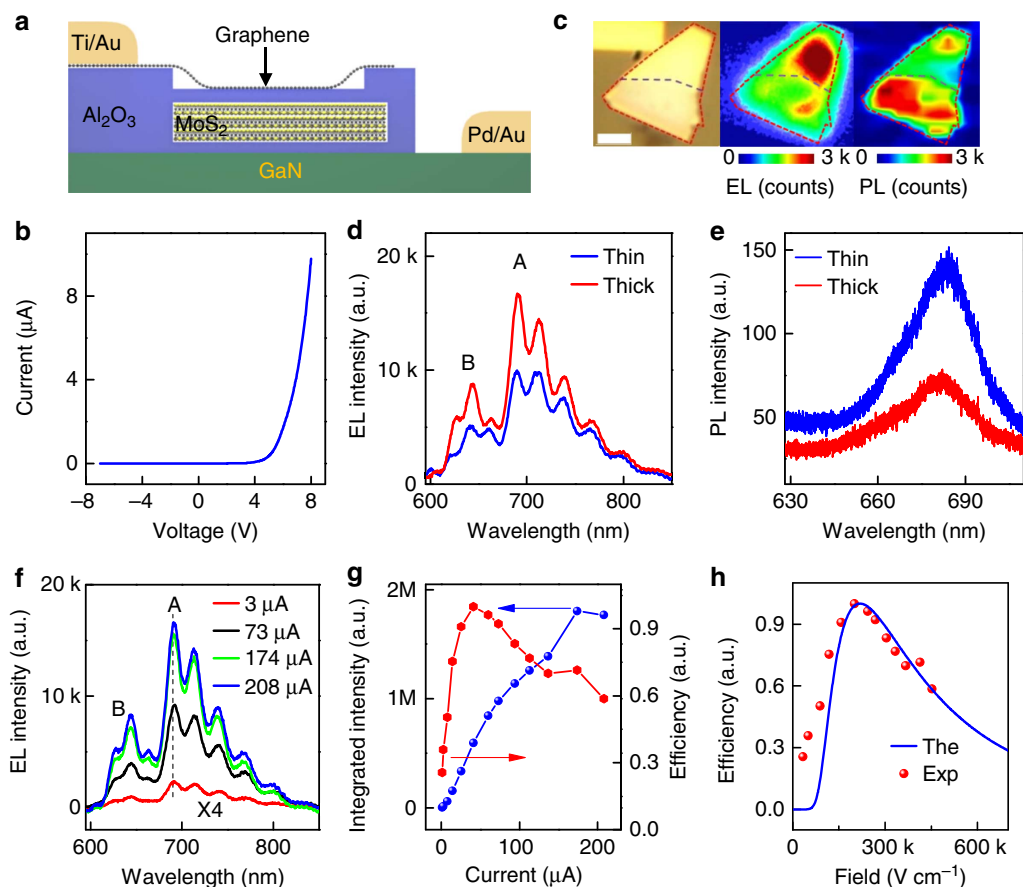 a
Ti/Au
Graphene
Al₂O₃
MoS₂
Pd/Au
GaN
c
0 3 k 0 3 k
EL (counts) PL (counts)
b
Current (μA)
8
4
0
−8 −4 0 4 8
Voltage (V)
d
EL intensity (a.u.)
20 k
10 k
0
A
B
Thin
Thick
600 700 800
Wavelength (nm)
e
PL intensity (a.u.)
150
100
50
Thin
Thick
630 660 690
Wavelength (nm)
f
EL intensity (a.u.)
20 k
10 k
0
A
B
3 μA
73 μA
174 μA
208 μA
X4
600 700 800
Wavelength (nm)
g
Integrated intensity (a.u.)
2M
1M
0
0.9
0.6
0.3
0.0
Efficiency (a.u.)
0 100 200
Current (μA)
h
Efficiency (a.u.)
0.9
0.6
0.3
0.0
The
Exp
0 300 k 600 k
Field (V cm⁻¹)